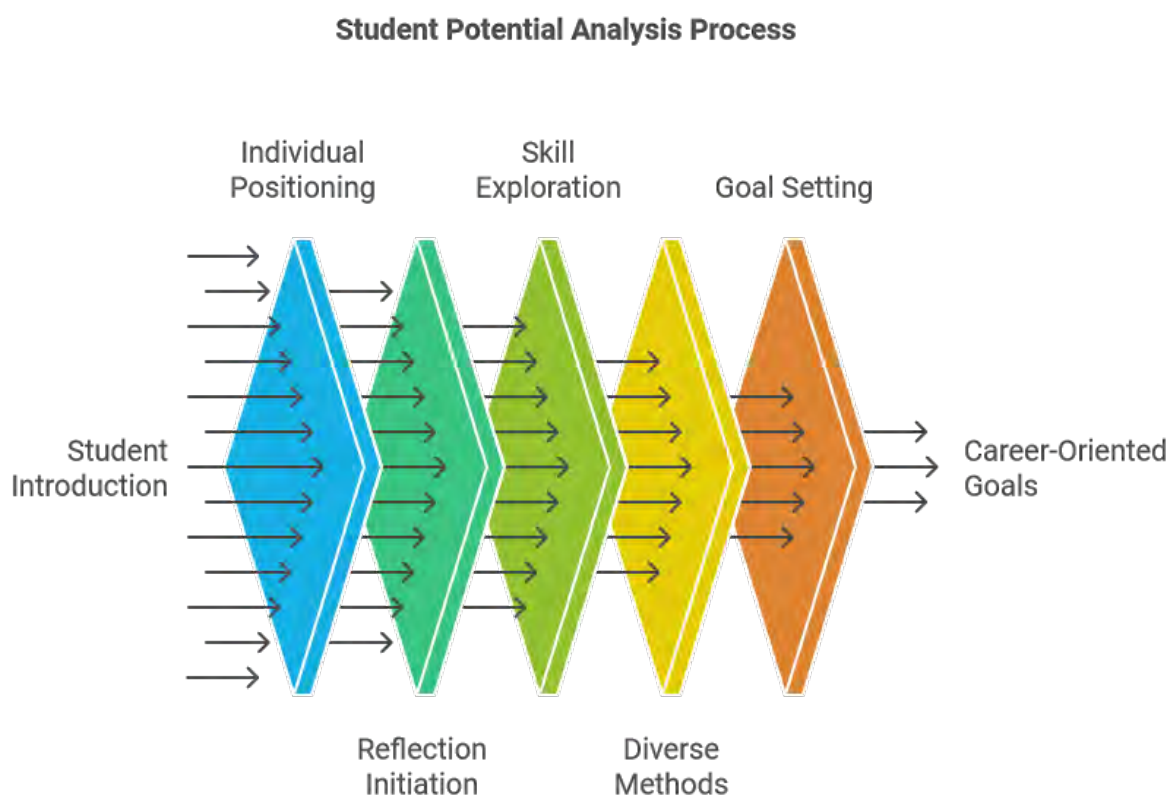 Student Potential Analysis Process
Individual
Positioning
Skill
Exploration
Goal Setting
Student
Introduction
Career-Oriented
Goals
Reflection
Initiation
Diverse
Methods